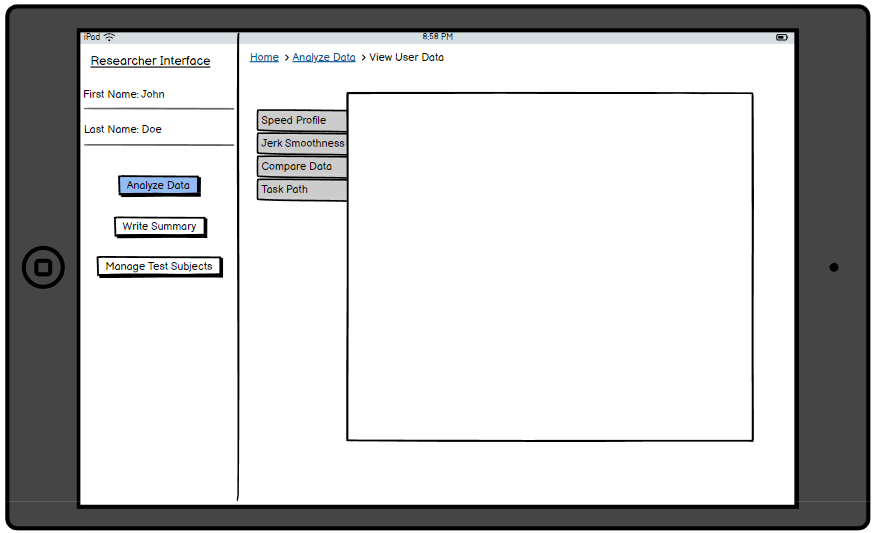 iPad 8:58 PM
Researcher Interface
First Name: John
Last Name: Doe
Analyze Data
Write Summary
Manage Test Subjects
Home > Analyze Data > View User Data
Speed Profile
Jerk Smoothness
Compare Data
Task Path